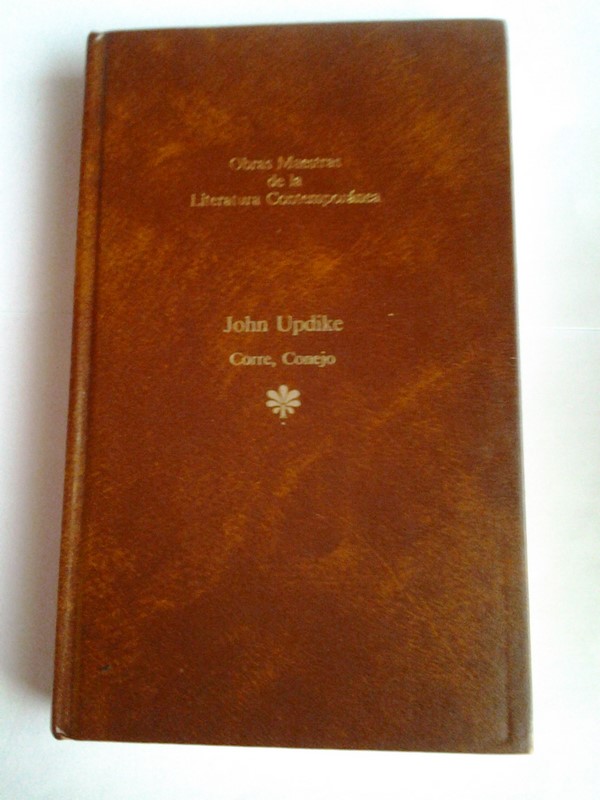 Obras Maestras
de la
Literatura Contemporánea
John Updike
Corre, Conejo